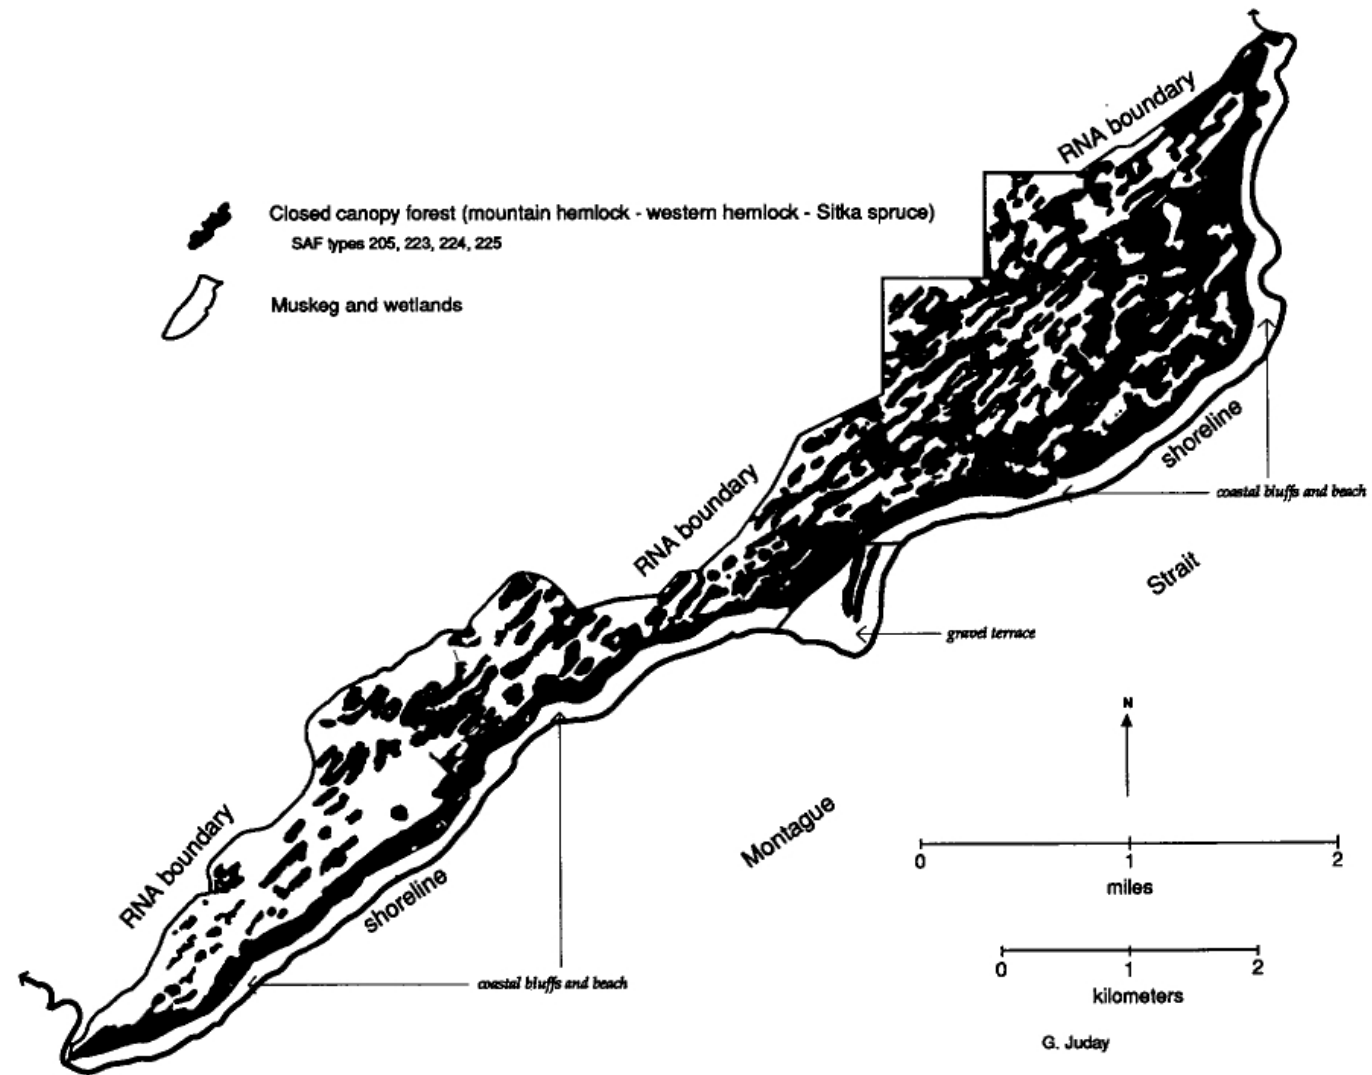 RNA boundary
Closed canopy forest (mountain hemlock - western hemlock - Sitka spruce)
SAF types 205, 223, 224, 225
Muskeg and wetlands
shoreline
RNA boundary
coastal bluffs and beach
Strait
gravel terrace
N
Montague
RNA boundary
0 1 2
miles
shoreline
0 1 2
kilometers
coastal bluffs and beach
G. Juday